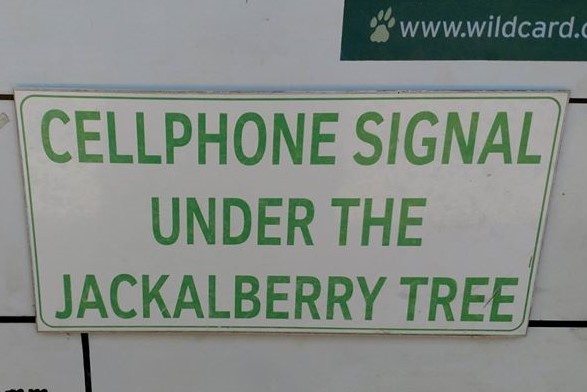 www.wildcard.c
CELLPHONE SIGNAL
UNDER THE
JACKALBERRY TREE